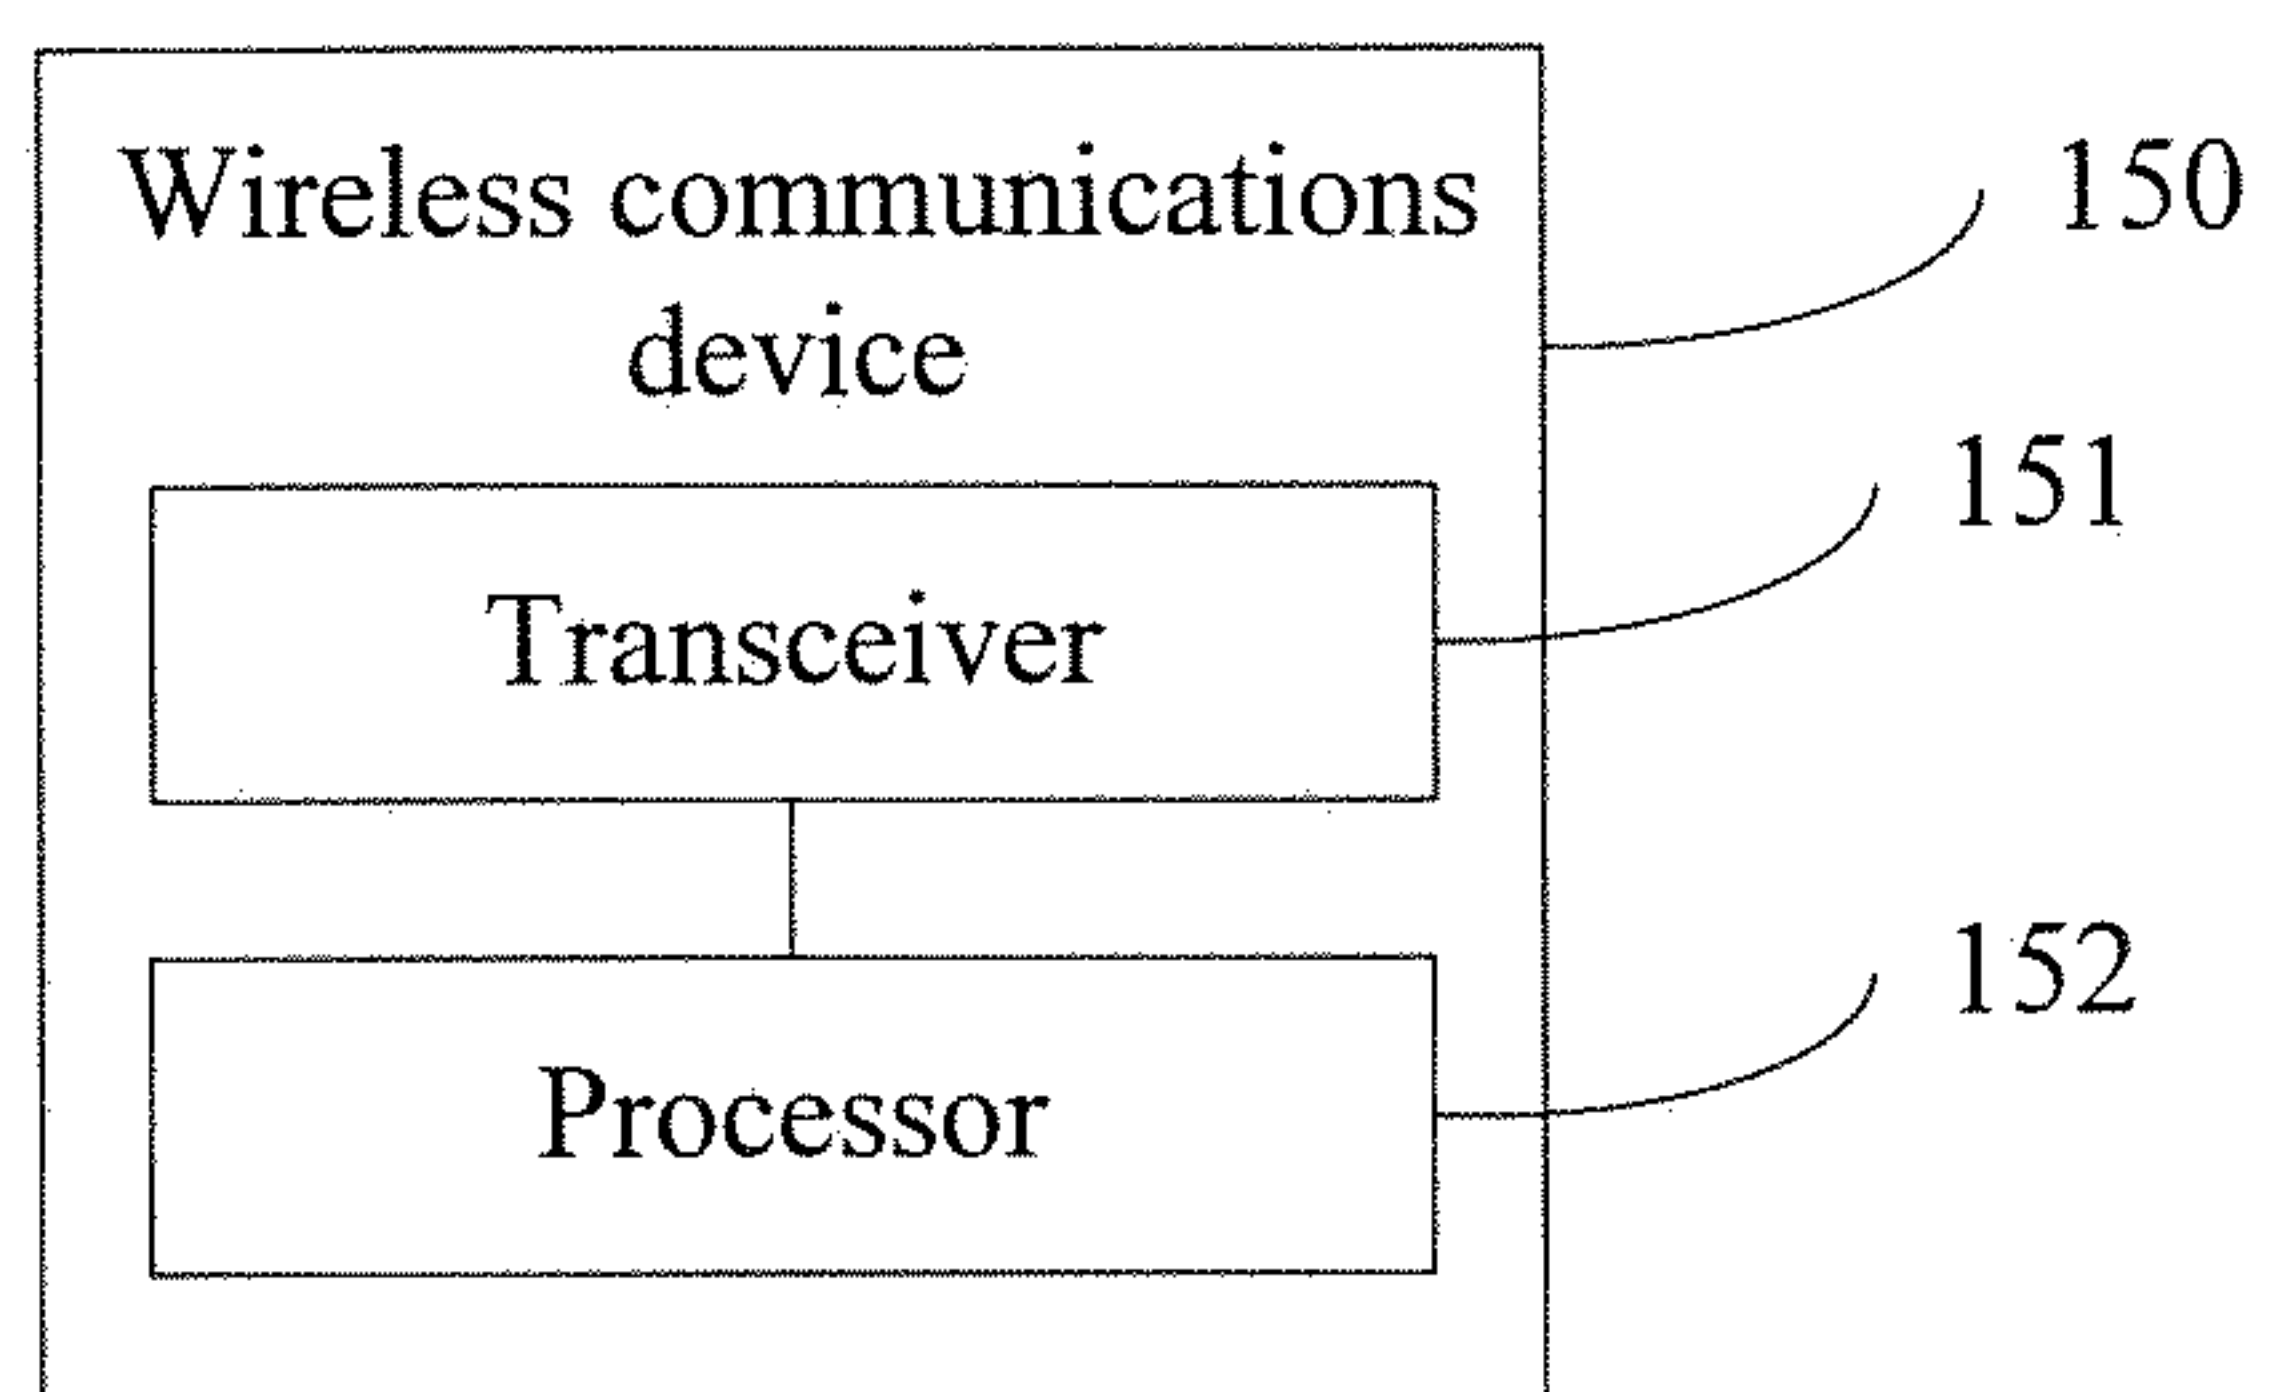 Wireless communications
device
150
151
Transceiver
152
Processor